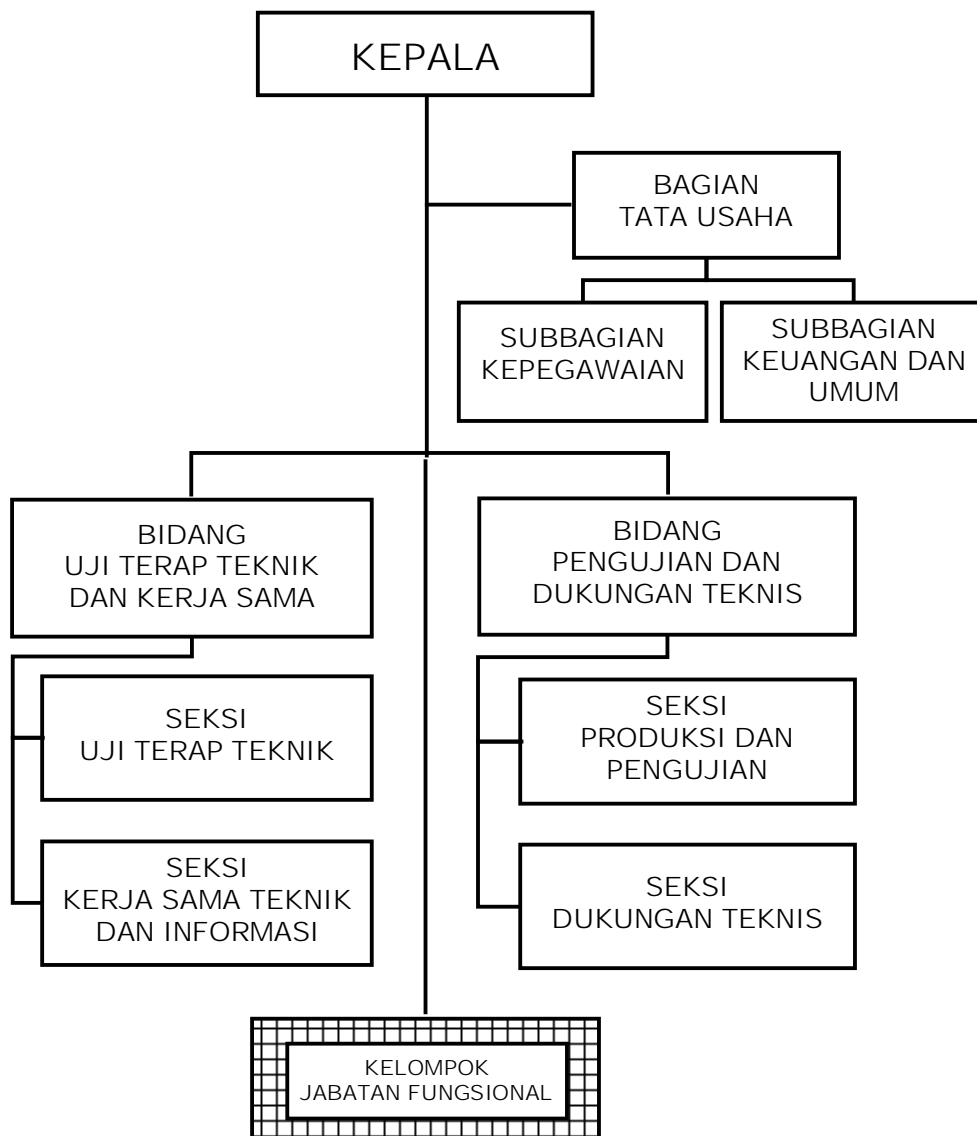 KEPALA
BAGIAN
TATA USAHA
SUBBAGIAN
KEPEGAWAIAN
SUBBAGIAN
KEUANGAN DAN
UMUM
BIDANG
UJI TERAP TEKNIK
DAN KERJA SAMA
BIDANG
PENGUJIAN DAN
DUKUNGAN TEKNIS
SEKSI
UJI TERAP TEKNIK
SEKSI
PRODUKSI DAN
PENGUJIAN
SEKSI
KERJA SAMA TEKNIK
DAN INFORMASI
SEKSI
DUKUNGAN TEKNIS
KELOMPOK
JABATAN FUNGSIONAL